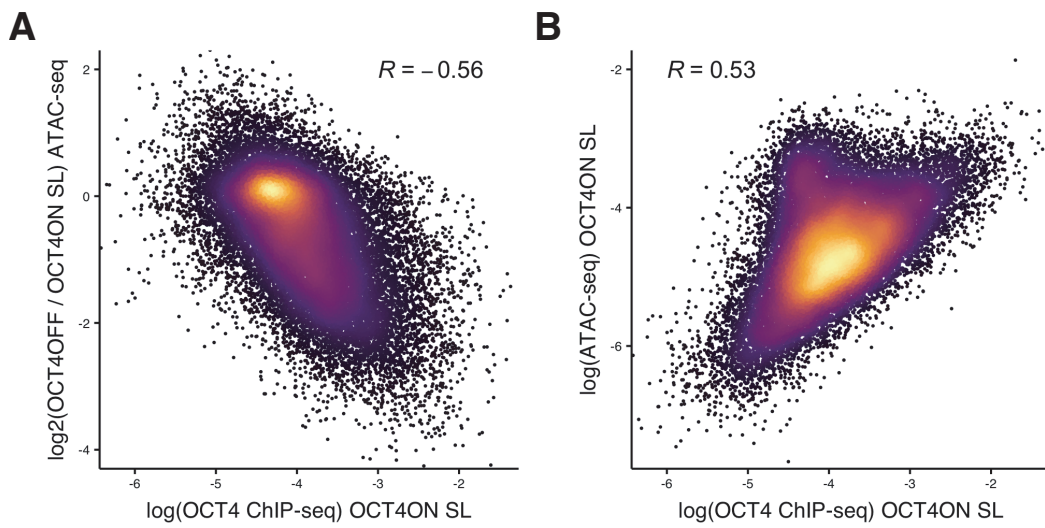 A
R = −0.56
log2(OCT4OFF / OCT4ON SL) ATAC-seq
2
0
-2
-4
-6
-5
-4
-3
-2
log(OCT4 ChIP-seq) OCT4ON SL
B
R = 0.53
log(ATAC-seq) OCT4ON SL
-2
-4
-6
-6
-5
-4
-3
-2
log(OCT4 ChIP-seq) OCT4ON SL